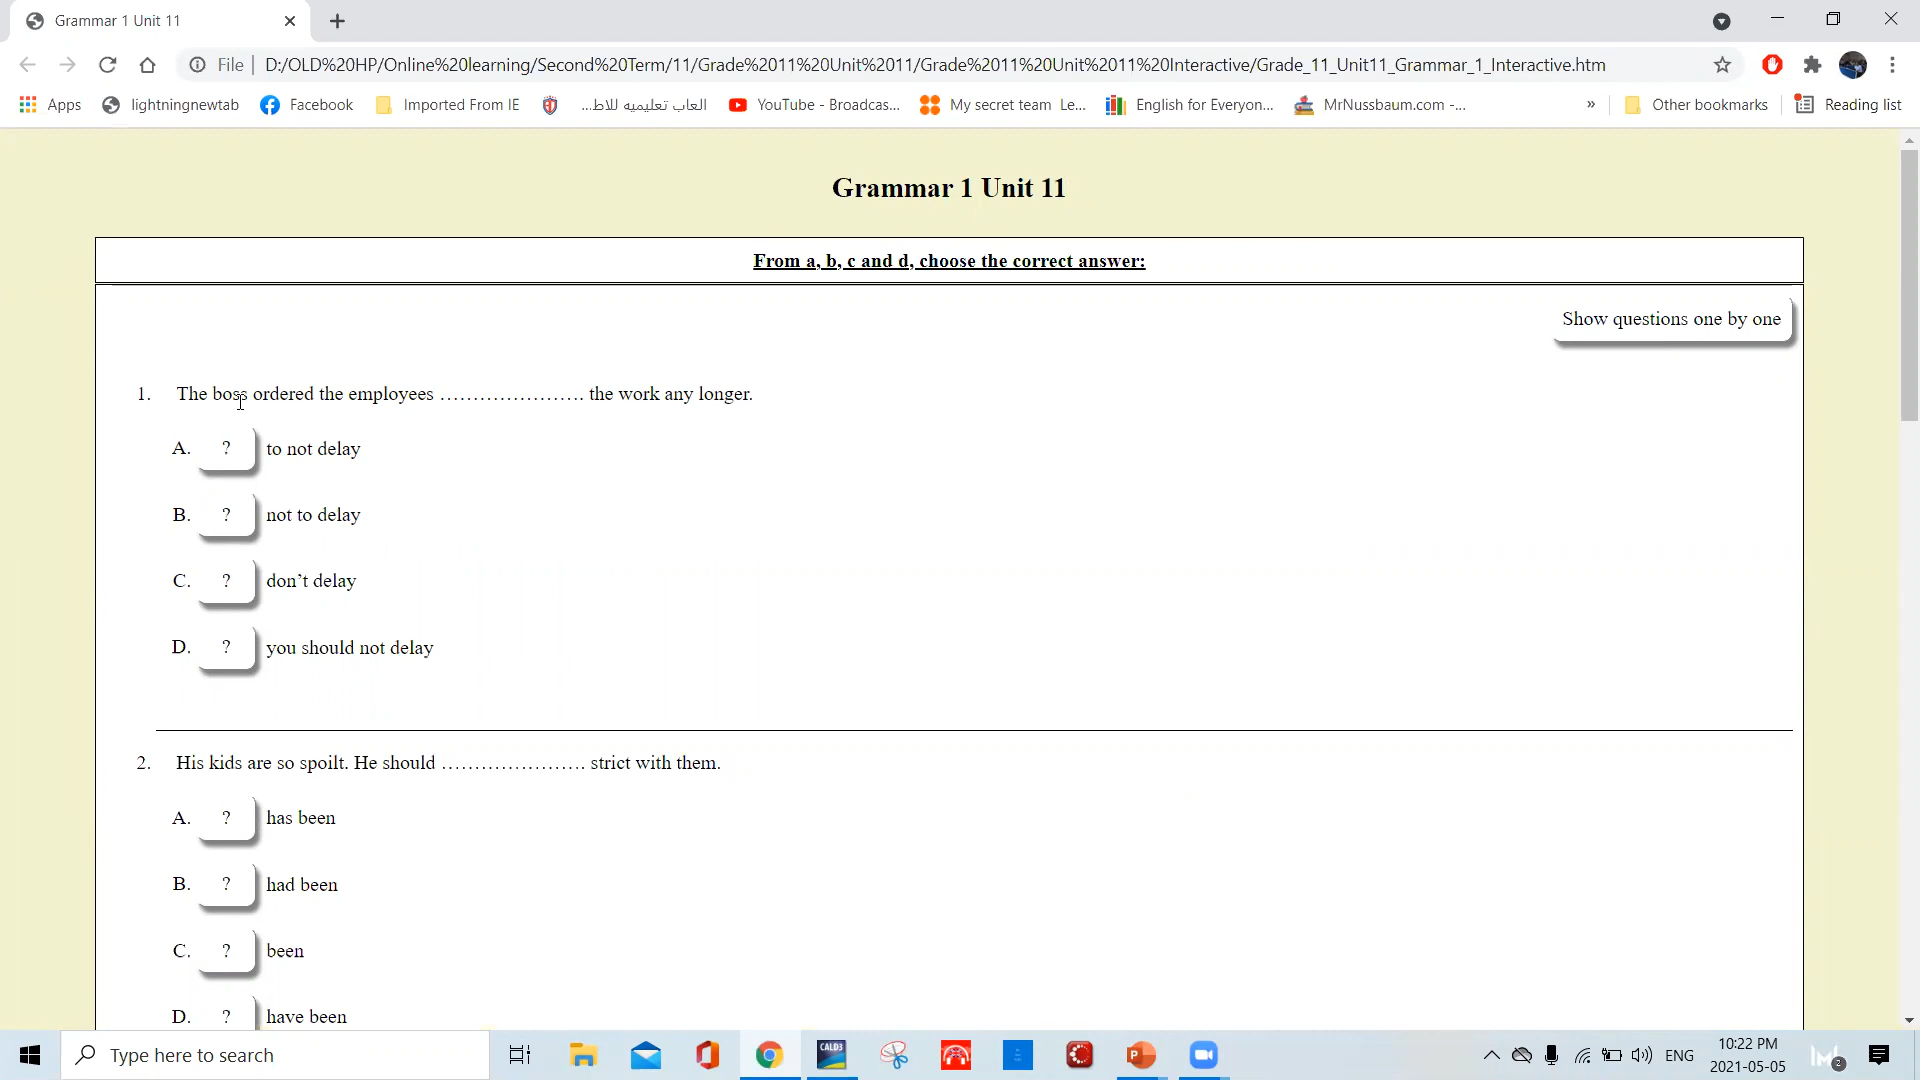 Grammar 1 Unit 11
File
D:/OLD%20HP/Online%20learning/Second%20Term/11/Grade%2011%20Unit%2011/Grade%2011%20Unit%2011%20Interactive/Grade_11_Unit11_Grammar_1_Interactive.htm
Apps lightningnewtab Facebook Imported From IE العاب تعليميه للاط... YouTube - Broadcas... My secret team Le... English for Everyon... MrNussbaum.com -... » Other bookmarks Reading list
Grammar 1 Unit 11
From a, b, c and d, choose the correct answer:
Show questions one by one
1. The boss ordered the employees …………………. the work any longer.
A. ? to not delay
B. ? not to delay
C. ? don’t delay
D. ? you should not delay
2. His kids are so spoilt. He should …………………. strict with them.
A. ? has been
B. ? had been
C. ? been
D. ? have been
Type here to search
CALD3
ENG
10:22 PM
2021-05-05
2